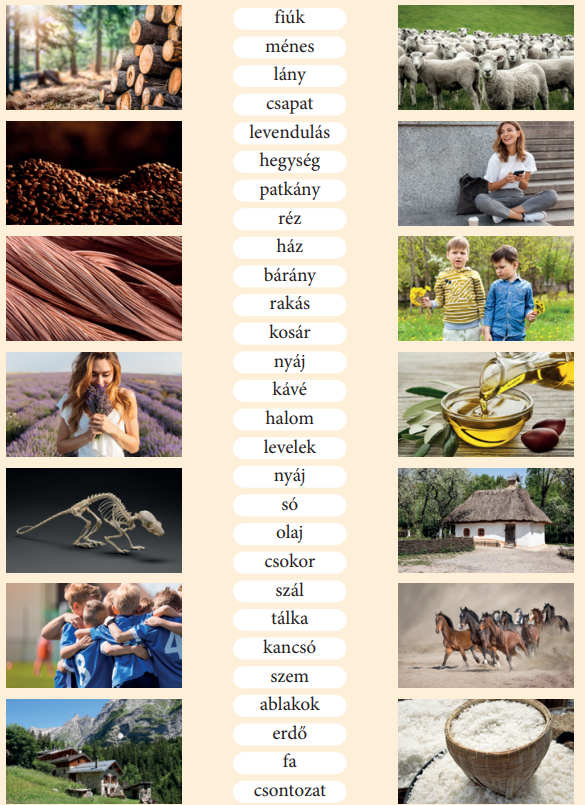 fiúk
ménes
lány
csapat
levendulás
hegység
patkány
réz
ház
bárány
rakás
kosár
nyáj
kávé
halom
levelek
nyáj
só
olaj
csokor
szál
tálka
kancsó
szem
ablakok
erdő
fa
csontozat